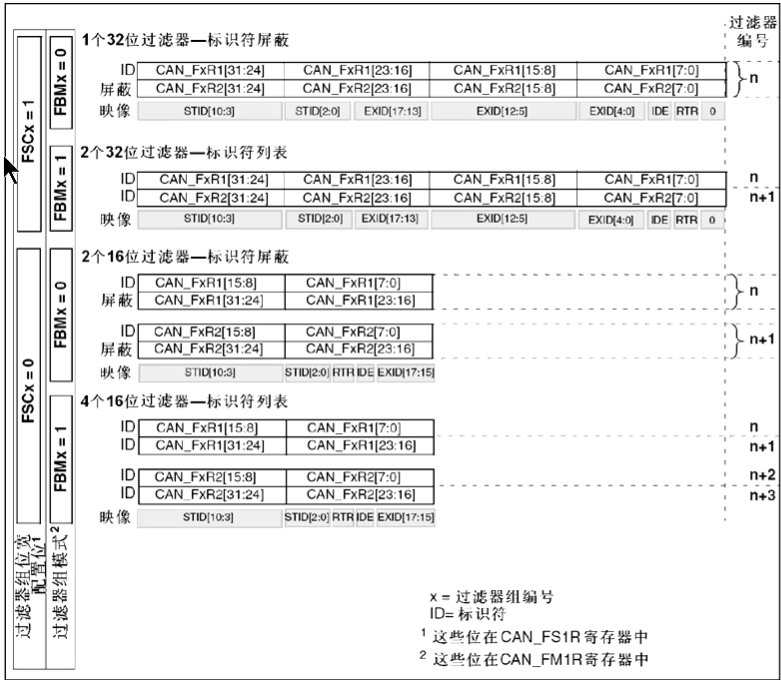 过滤器
编号
1个32位过滤器—标识符屏蔽
ID CAN_FxR1[31:24] CAN_FxR1[23:16] CAN_FxR1[15:8] CAN_FxR1[7:0] n
屏蔽 CAN_FxR2[31:24] CAN_FxR2[23:16] CAN_FxR2[15:8] CAN_FxR2[7:0]
映像 STID[10:3] STID[2:0] EXID[17:13] EXID[12:5] EXID[4:0] IDE RTR 0
2个32位过滤器—标识符列表
ID CAN_FxR1[31:24] CAN_FxR1[23:16] CAN_FxR1[15:8] CAN_FxR1[7:0] n
ID CAN_FxR2[31:24] CAN_FxR2[23:16] CAN_FxR2[15:8] CAN_FxR2[7:0] n+1
映像 STID[10:3] STID[2:0] EXID[17:13] EXID[12:5] EXID[4:0] IDE RTR 0
2个16位过滤器—标识符屏蔽
ID CAN_FxR1[15:8] CAN_FxR1[7:0] n
屏蔽 CAN_FxR1[31:24] CAN_FxR1[23:16]
ID CAN_FxR2[15:8] CAN_FxR2[7:0] n+1
屏蔽 CAN_FxR2[31:24] CAN_FxR2[23:16]
映像 STID[10:3] STID[2:0] RTR IDE EXID[17:15]
4个16位过滤器—标识符列表
ID CAN_FxR1[15:8] CAN_FxR1[7:0] n
ID CAN_FxR1[31:24] CAN_FxR1[23:16] n+1
ID CAN_FxR2[15:8] CAN_FxR2[7:0] n+2
ID CAN_FxR2[31:24] CAN_FxR2[23:16] n+3
映像 STID[10:3] STID[2:0] RTR IDE EXID[17:15]
FSCx = 1
FBMx = 0
FBMx = 1
FSCx = 0
FBMx = 0
FBMx = 1
过滤器组位宽
配置位1
过滤器组模式2
x = 过滤器组编号
ID= 标识符
1 这些位在CAN_FS1R寄存器中
2 这些位在CAN_FM1R寄存器中